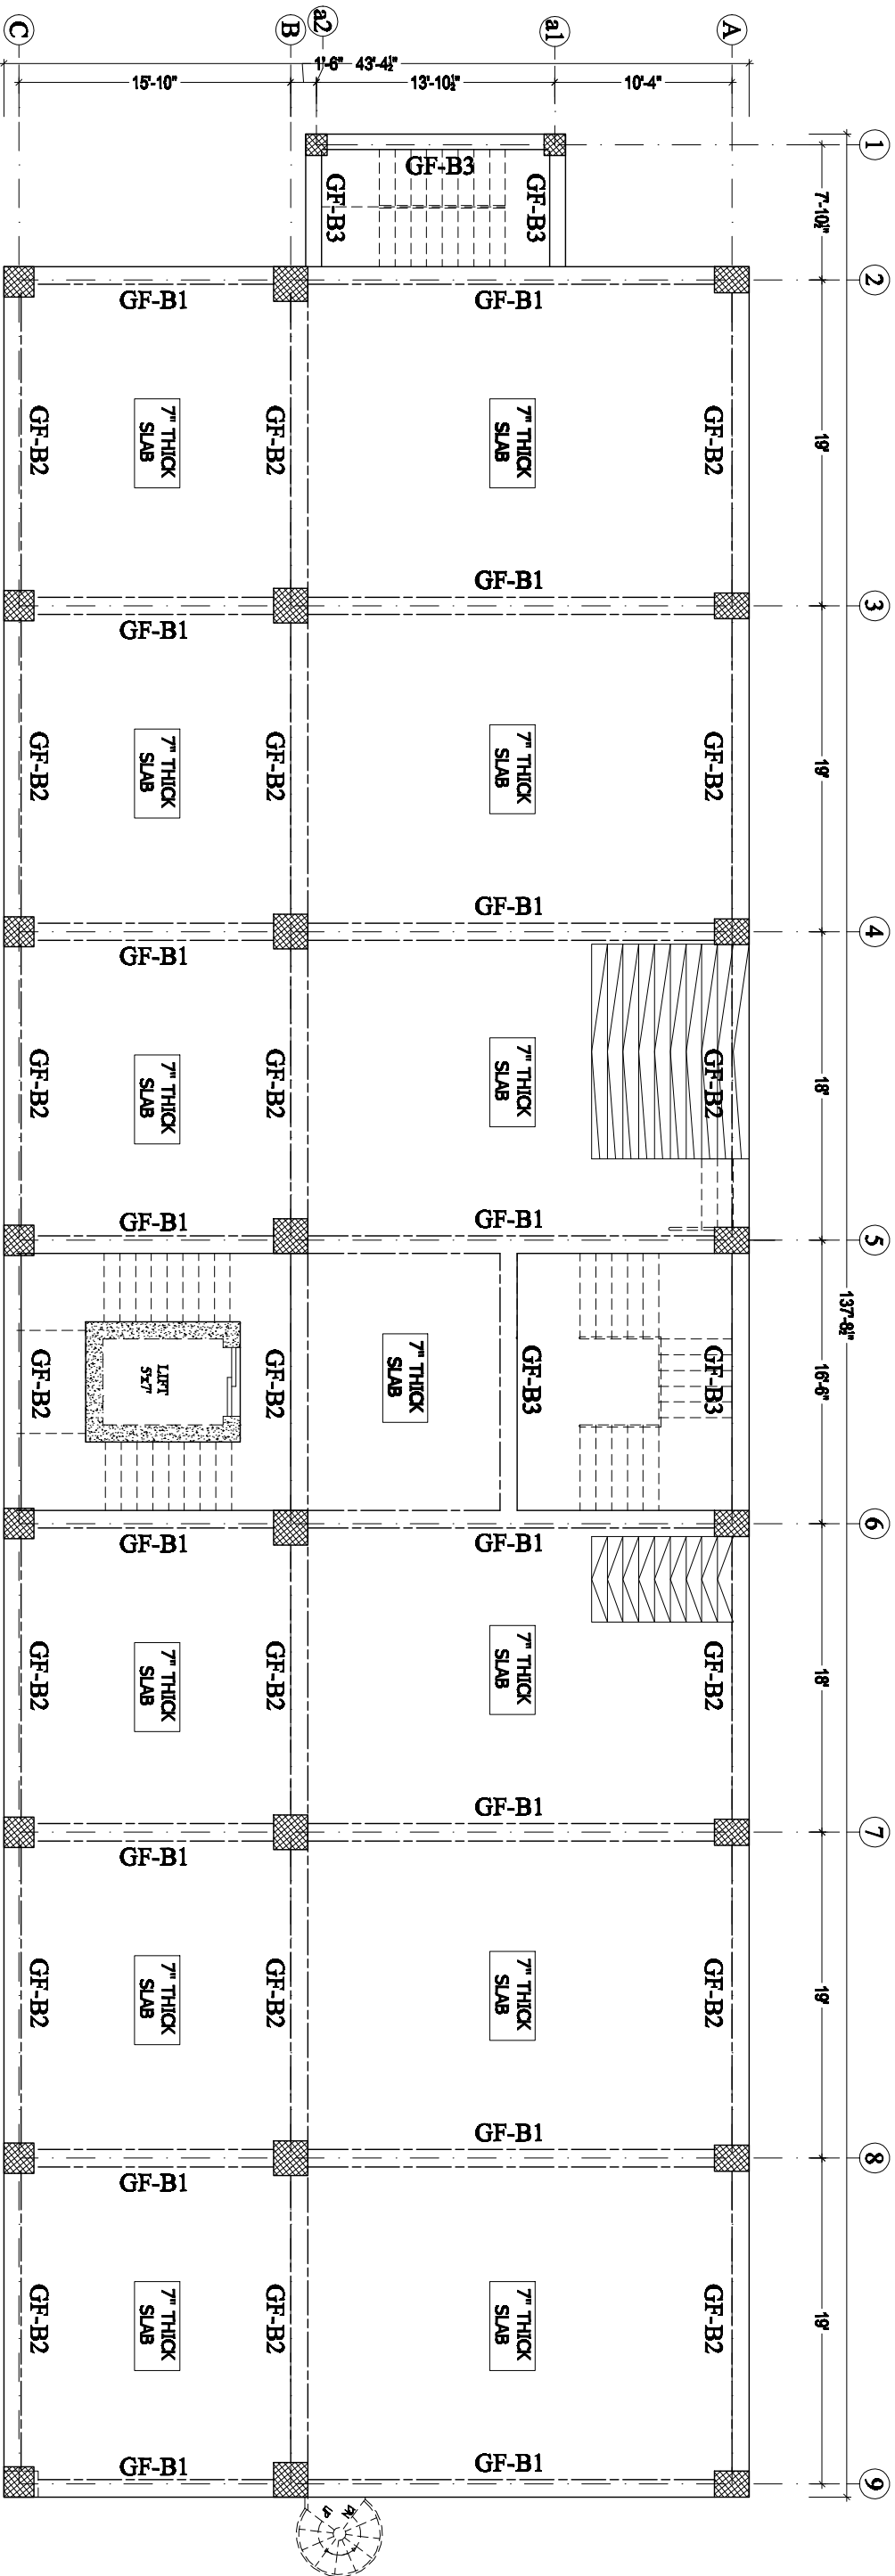 C
B
a2
a1
A
1'-6"
43'-4½"
15'-10"
13'-10½"
10'-4"
1
GF-B3
GF-B3
GF-B3
7'-10½"
2
GF-B1
GF-B1
GF-B2
7" THICK
SLAB
GF-B2
7" THICK
SLAB
GF-B2
19'
GF-B1
GF-B1
3
GF-B2
7" THICK
SLAB
GF-B2
7" THICK
SLAB
GF-B2
19'
GF-B1
GF-B1
4
GF-B2
7" THICK
SLAB
GF-B2
7" THICK
SLAB
GF-B2
18'
GF-B1
GF-B1
5
137'-8½"
GF-B2
LIFT
5'x7'
GF-B2
7" THICK
SLAB
GF-B3
GF-B3
16'-6"
GF-B1
GF-B1
6
GF-B2
7" THICK
SLAB
GF-B2
7" THICK
SLAB
GF-B2
18'
GF-B1
GF-B1
7
GF-B2
7" THICK
SLAB
GF-B2
7" THICK
SLAB
GF-B2
19'
GF-B1
GF-B1
8
GF-B2
7" THICK
SLAB
GF-B2
7" THICK
SLAB
GF-B2
19'
GF-B1
GF-B1
9
UP
DN